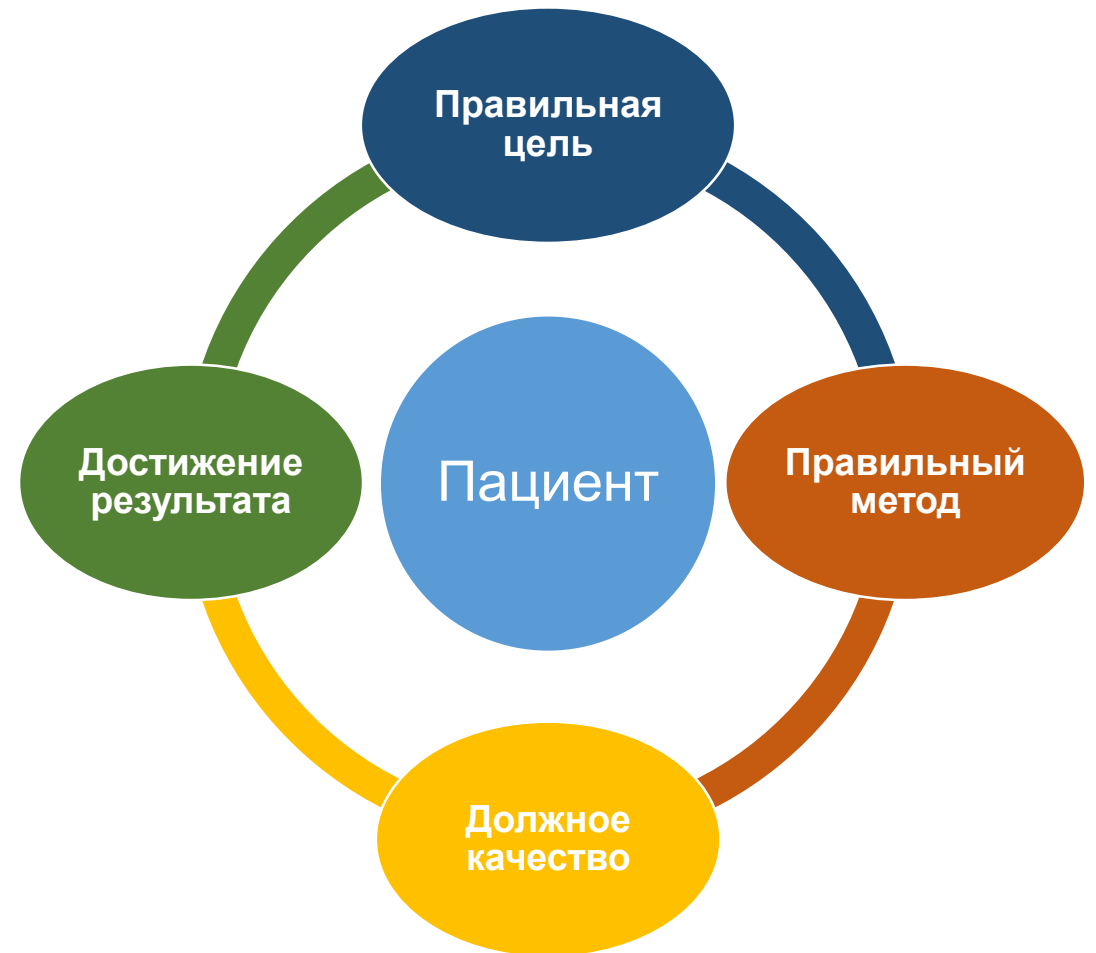 Правильная
цель
Достижение
результата
Пациент
Правильный
метод
Должное
качество